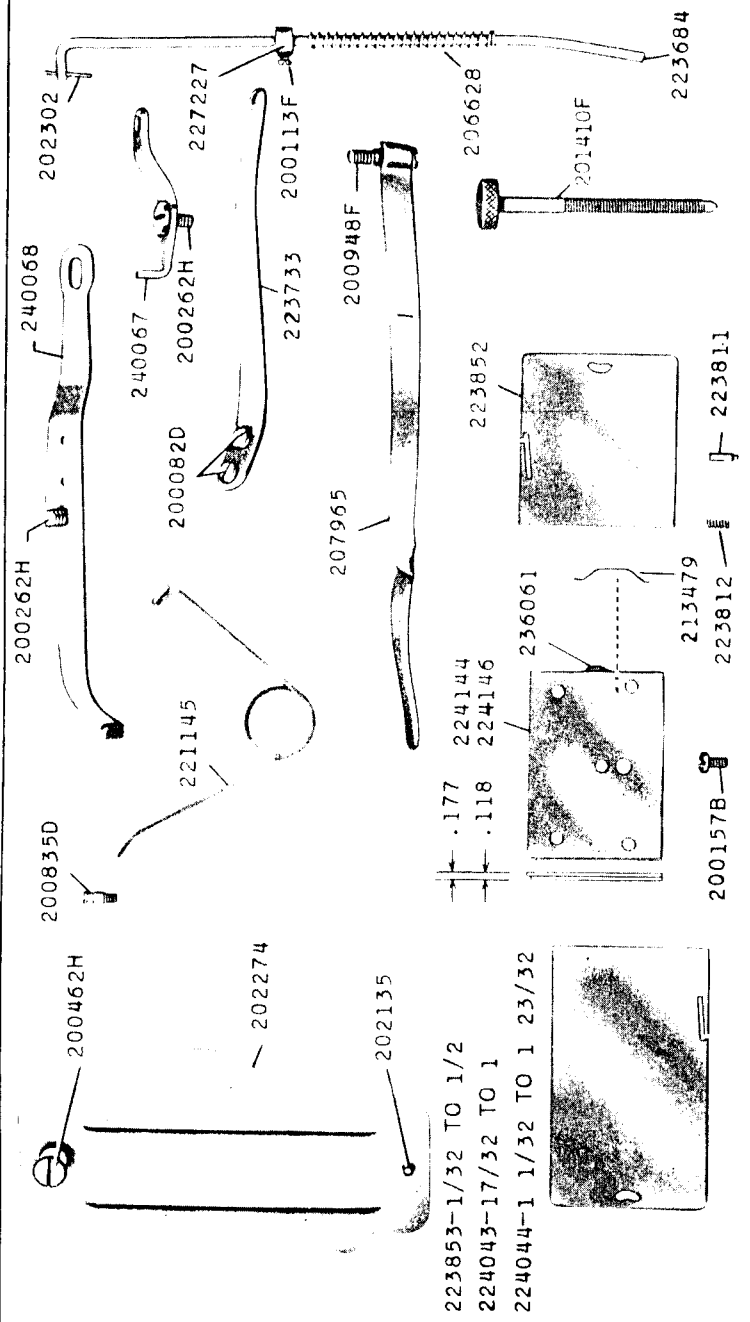 200462H
202274
202135
223853-1/32 TO 1/2
224043-17/32 TO 1
224044-1 1/32 TO 1 23/32
200835D
221145
200262H
240068
240067
200262H
200082D
223733
202302
227227
200113F
206628
223684
207965
200948F
201410F
.177
.118
224144
224146
236061
213479
200157B
223812
223811
223852